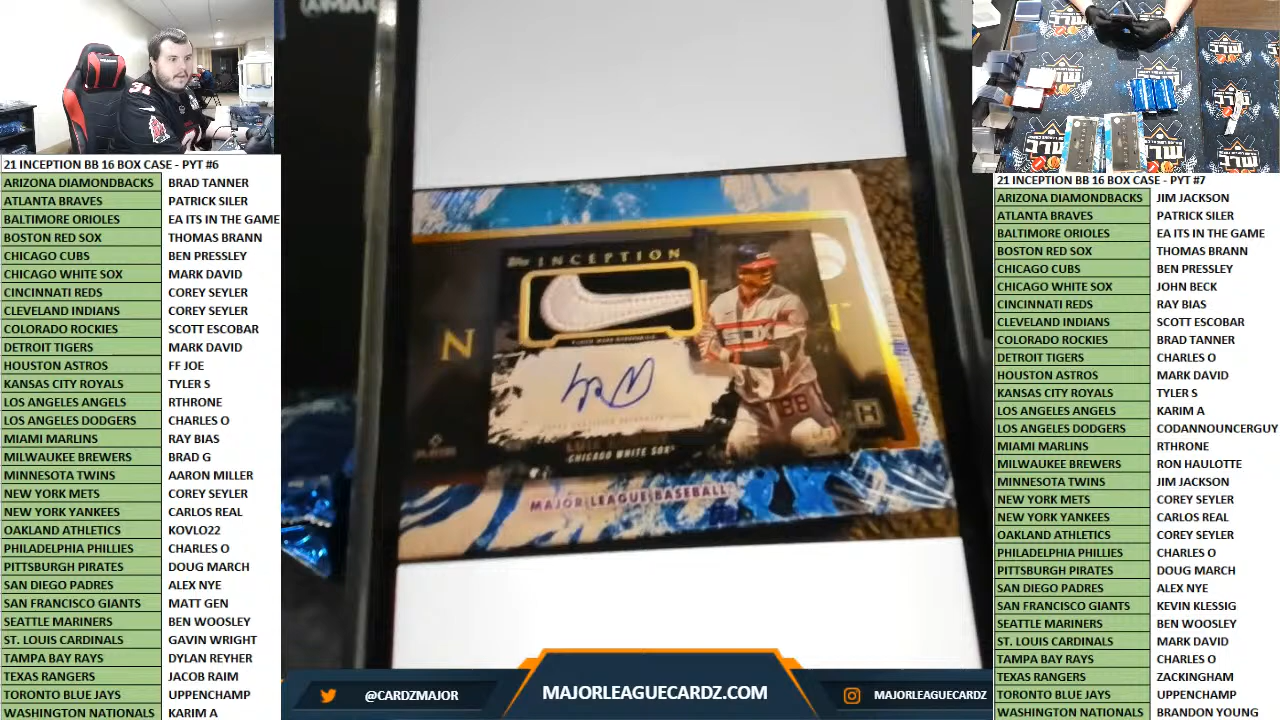 21 INCEPTION BB 16 BOX CASE - PYT #6
ARIZONA DIAMONDBACKS BRAD TANNER
ATLANTA BRAVES PATRICK SILER
BALTIMORE ORIOLES EA ITS IN THE GAME
BOSTON RED SOX THOMAS BRANN
CHICAGO CUBS BEN PRESSLEY
CHICAGO WHITE SOX MARK DAVID
CINCINNATI REDS COREY SEYLER
CLEVELAND INDIANS COREY SEYLER
COLORADO ROCKIES SCOTT ESCOBAR
DETROIT TIGERS MARK DAVID
HOUSTON ASTROS FF JOE
KANSAS CITY ROYALS TYLER S
LOS ANGELES ANGELS RTHRONE
LOS ANGELES DODGERS CHARLES O
MIAMI MARLINS RAY BIAS
MILWAUKEE BREWERS BRAD G
MINNESOTA TWINS AARON MILLER
NEW YORK METS COREY SEYLER
NEW YORK YANKEES CARLOS REAL
OAKLAND ATHLETICS KOVLO22
PHILADELPHIA PHILLIES CHARLES O
PITTSBURGH PIRATES DOUG MARCH
SAN DIEGO PADRES ALEX NYE
SAN FRANCISCO GIANTS MATT GEN
SEATTLE MARINERS BEN WOOSLEY
ST. LOUIS CARDINALS GAVIN WRIGHT
TAMPA BAY RAYS DYLAN REYHER
TEXAS RANGERS JACOB RAIM
TORONTO BLUE JAYS UPPENCHAMP
WASHINGTON NATIONALS KARIM A
Topps INCEPTION
N
SOX
88
H
CHICAGO WHITE SOX
MAJOR LEAGUE BASEBALL
@CARDZMAJOR
MAJORLEAGUECARDZ.COM
MAJORLEAGUECARDZ
21 INCEPTION BB 16 BOX CASE - PYT #7
ARIZONA DIAMONDBACKS JIM JACKSON
ATLANTA BRAVES PATRICK SILER
BALTIMORE ORIOLES EA ITS IN THE GAME
BOSTON RED SOX THOMAS BRANN
CHICAGO CUBS BEN PRESSLEY
CHICAGO WHITE SOX JOHN BECK
CINCINNATI REDS RAY BIAS
CLEVELAND INDIANS SCOTT ESCOBAR
COLORADO ROCKIES BRAD TANNER
DETROIT TIGERS CHARLES O
HOUSTON ASTROS MARK DAVID
KANSAS CITY ROYALS TYLER S
LOS ANGELES ANGELS KARIM A
LOS ANGELES DODGERS CODANNOUNCERGUY
MIAMI MARLINS RTHRONE
MILWAUKEE BREWERS RON HAULOTTE
MINNESOTA TWINS JIM JACKSON
NEW YORK METS COREY SEYLER
NEW YORK YANKEES CARLOS REAL
OAKLAND ATHLETICS COREY SEYLER
PHILADELPHIA PHILLIES CHARLES O
PITTSBURGH PIRATES DOUG MARCH
SAN DIEGO PADRES ALEX NYE
SAN FRANCISCO GIANTS KEVIN KLESSIG
SEATTLE MARINERS BEN WOOSLEY
ST. LOUIS CARDINALS MARK DAVID
TAMPA BAY RAYS CHARLES O
TEXAS RANGERS ZACKINGHAM
TORONTO BLUE JAYS UPPENCHAMP
WASHINGTON NATIONALS BRANDON YOUNG